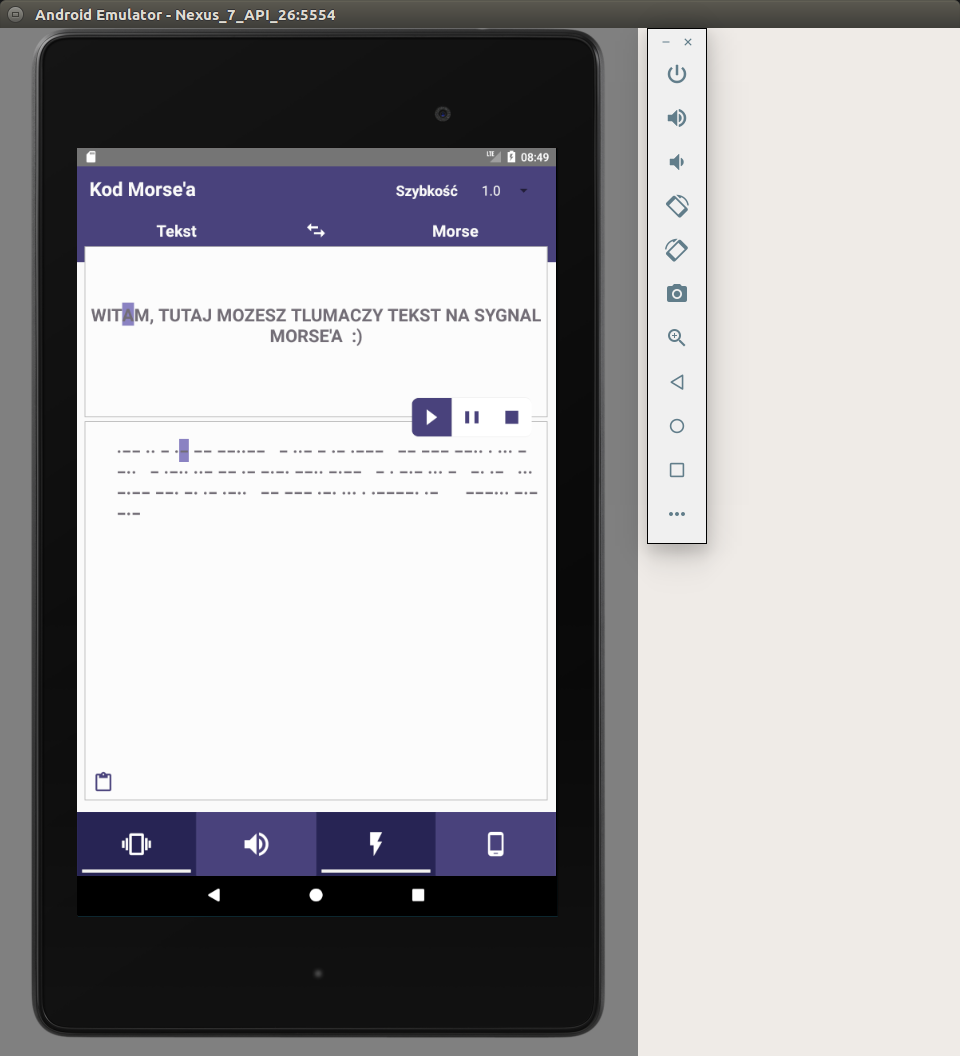 Android Emulator - Nexus_7_API_26:5554
LTE 08:49
Kod Morse'a Szybkość 1.0
Tekst Morse
WITAM, TUTAJ MOZESZ TLUMACZY TEKST NA SYGNAL
MORSE'A :)
·–– ·· – ·– –– ––··–– – ··– – ·– ·––– –– ––– ––·· · ··· –
–·· – ·–·· ··– –– ·– –·–· ––·· –·–– – · –·– ··· – –· ·– ···
–·–– ––· –· ·– ·–·· –– ––– ·–· ··· · ·––––· ·– –––··· –·–
–·–